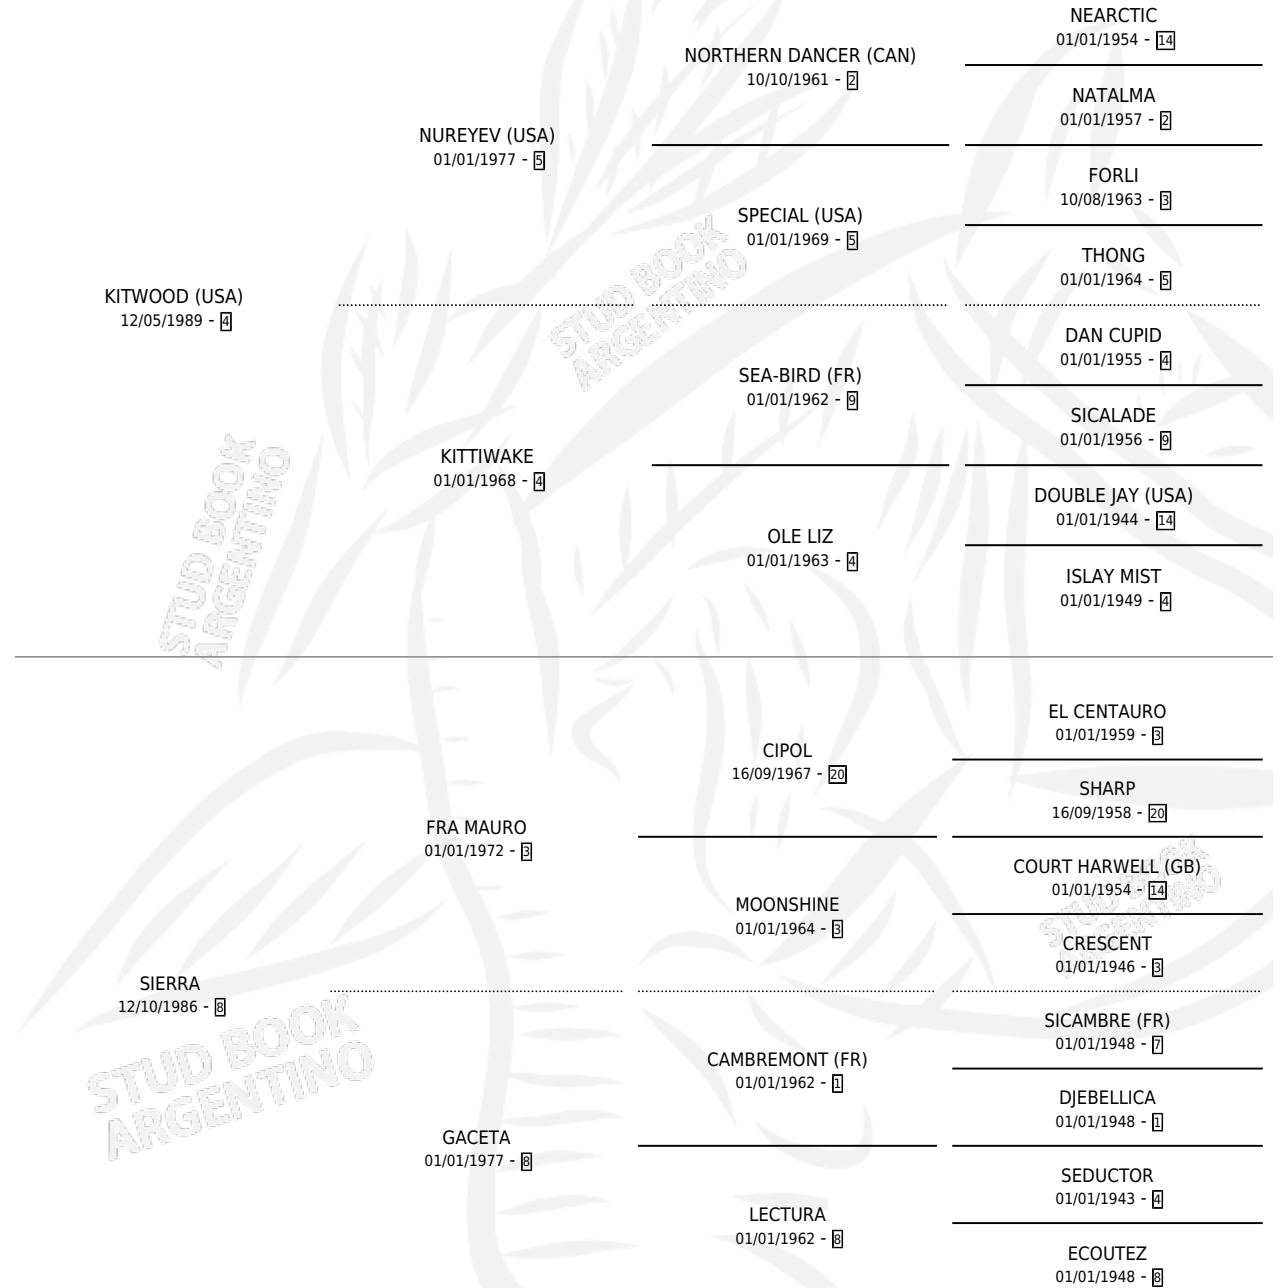 NEARCTIC
01/01/1954 - 14
NORTHERN DANCER (CAN)
10/10/1961 - 2
NATALMA
01/01/1957 - 2
NUREYEV (USA)
01/01/1977 - 5
FORLI
10/08/1963 - 3
SPECIAL (USA)
01/01/1969 - 5
THONG
01/01/1964 - 5
KITWOOD (USA)
12/05/1989 - 4
STUD BOOK
ARGENTINO
DAN CUPID
01/01/1955 - 4
SEA-BIRD (FR)
01/01/1962 - 9
SICALADE
01/01/1956 - 9
KITTIWAKE
01/01/1968 - 4
DOUBLE JAY (USA)
01/01/1944 - 14
OLE LIZ
01/01/1963 - 4
ISLAY MIST
01/01/1949 - 4
STUD BOOK
ARGENTINO
EL CENTAURO
01/01/1959 - 3
CIPOL
16/09/1967 - 20
SHARP
16/09/1958 - 20
FRA MAURO
01/01/1972 - 3
COURT HARWELL (GB)
01/01/1954 - 14
MOONSHINE
01/01/1964 - 3
STUD BOOK
ARGENTINO
CRESCENT
01/01/1946 - 3
SIERRA
12/10/1986 - 8
SICAMBRE (FR)
01/01/1948 - 7
CAMBREMONT (FR)
01/01/1962 - 1
STUD BOOK
ARGENTINO
DJEBELLICA
01/01/1948 - 1
GACETA
01/01/1977 - 8
SEDUCTOR
01/01/1943 - 4
LECTURA
01/01/1962 - 8
ECOUTEZ
01/01/1948 - 8